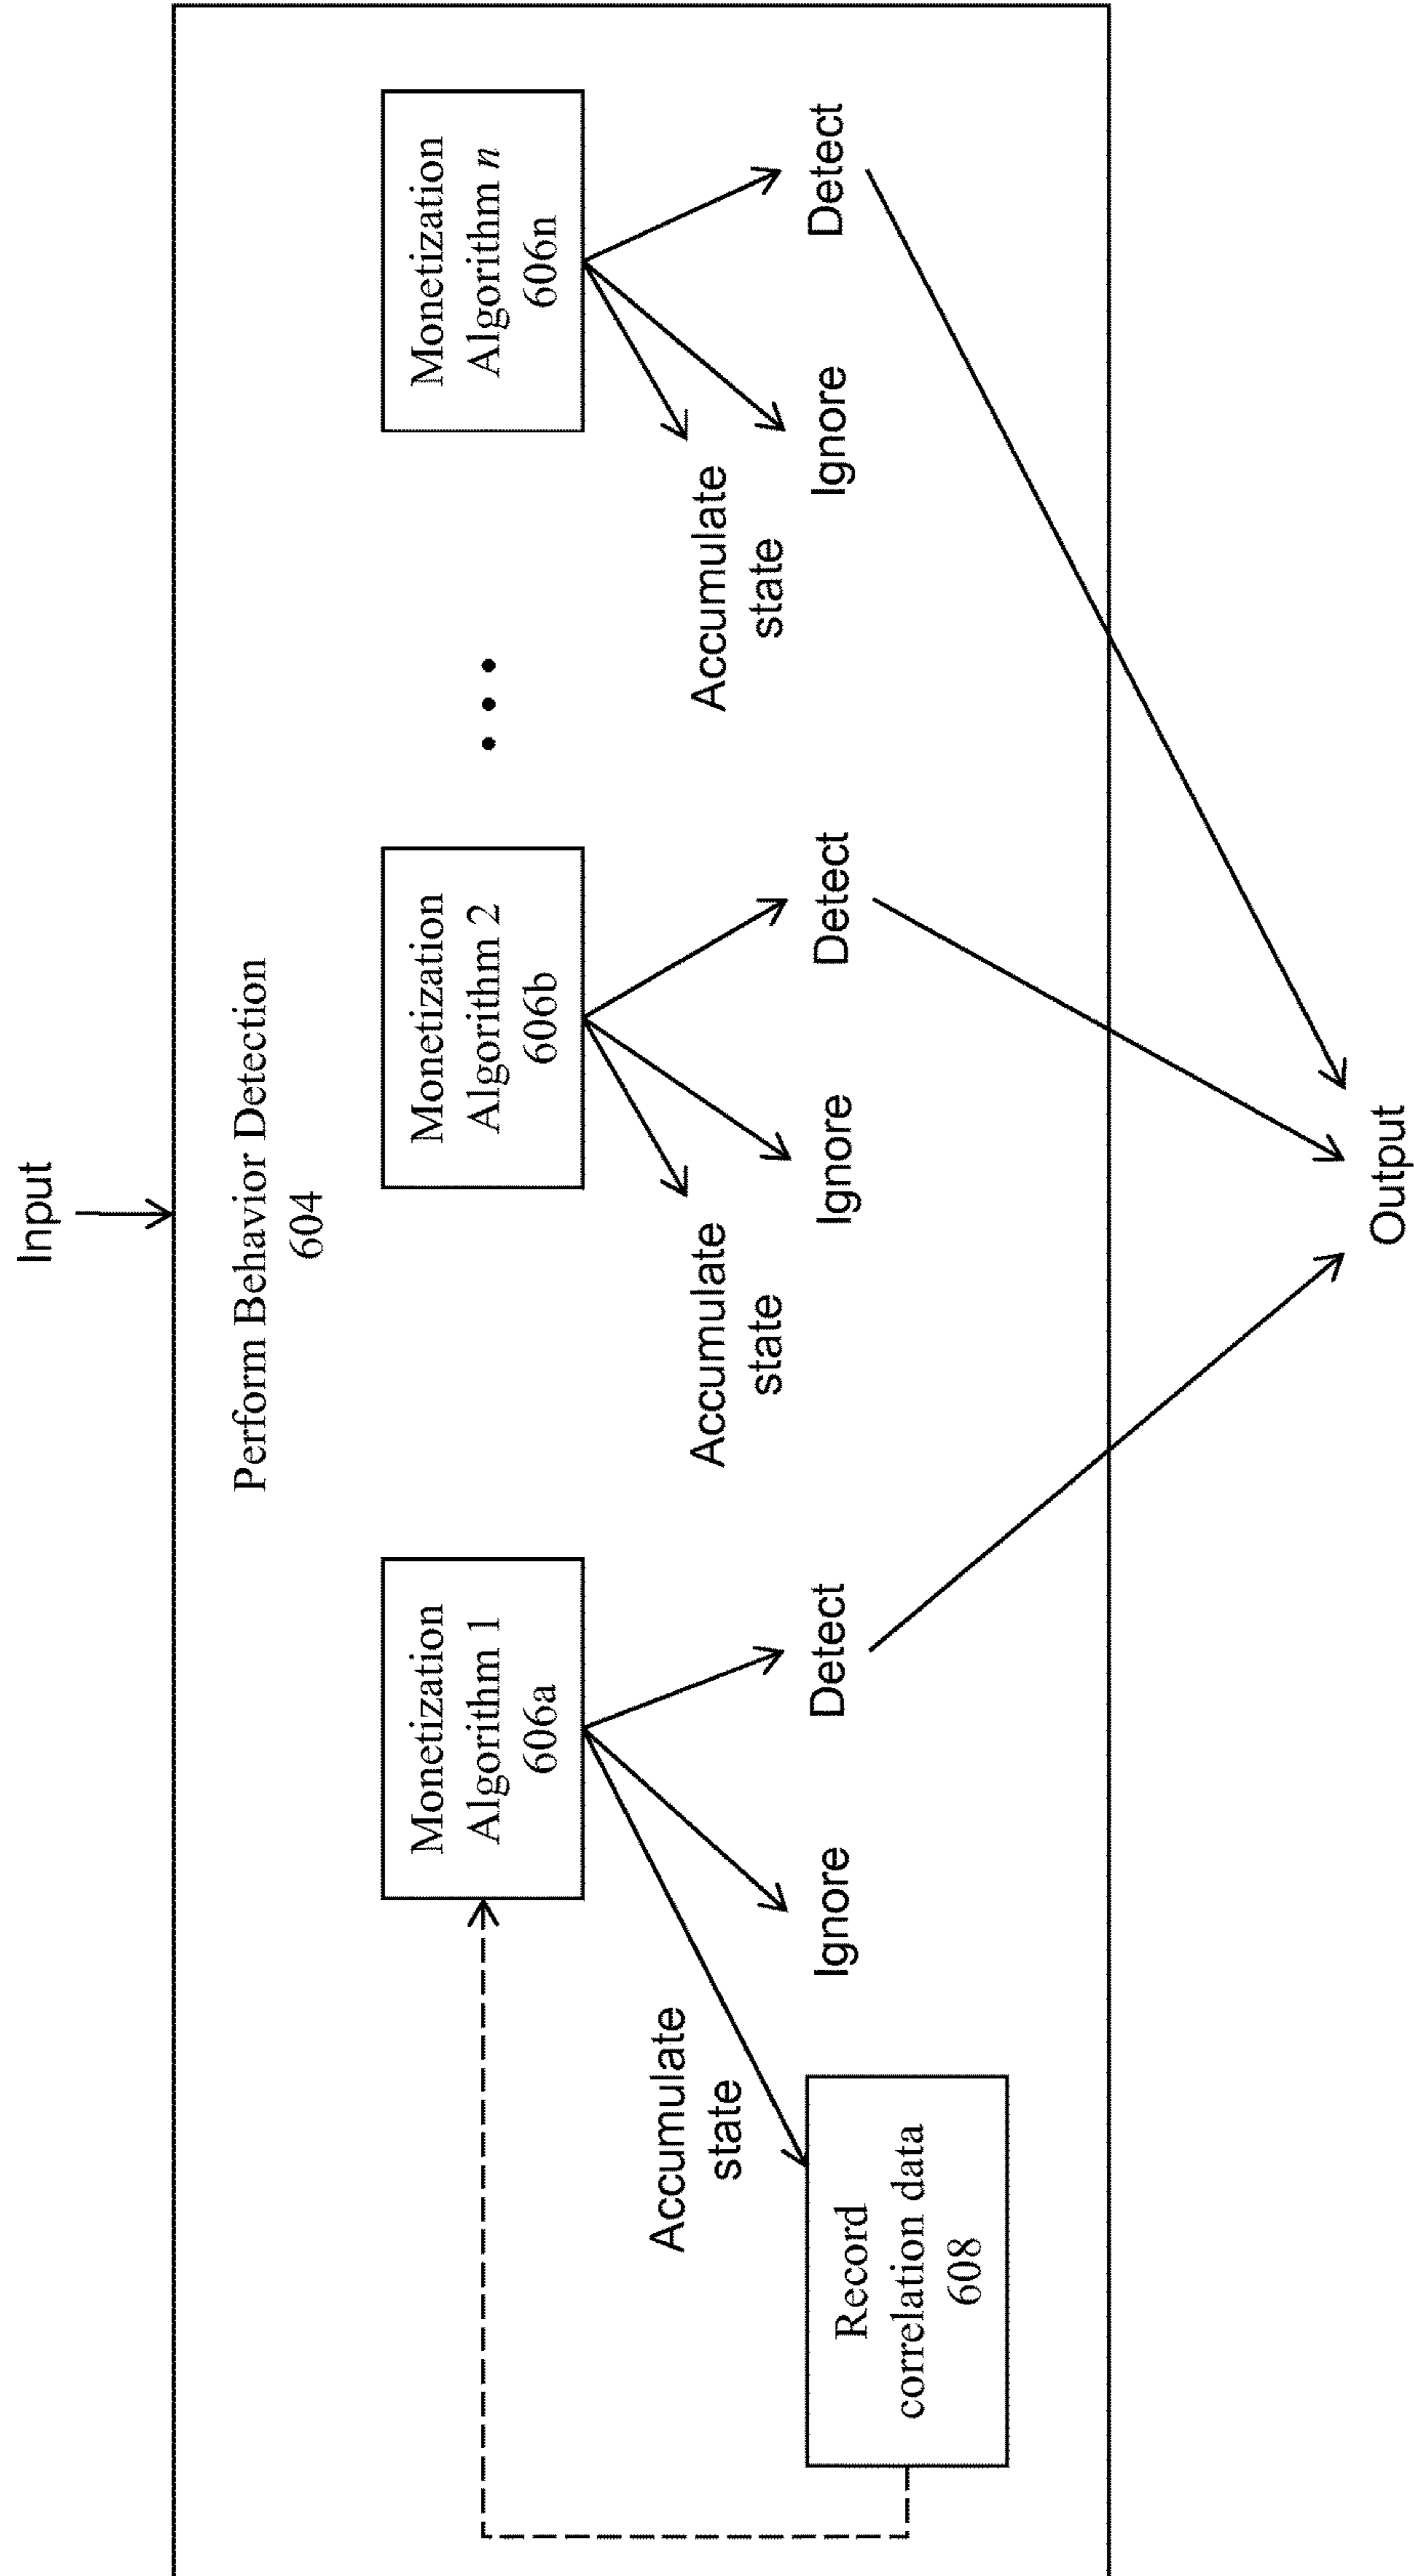 Input
Perform Behavior Detection
604
Monetization
Algorithm 1
606a
Monetization
Algorithm 2
606b
• • •
Monetization
Algorithm n
606n
Accumulate
state
Ignore
Detect
Accumulate
state
Ignore
Detect
Accumulate
state
Ignore
Detect
Record
correlation data
608
Output